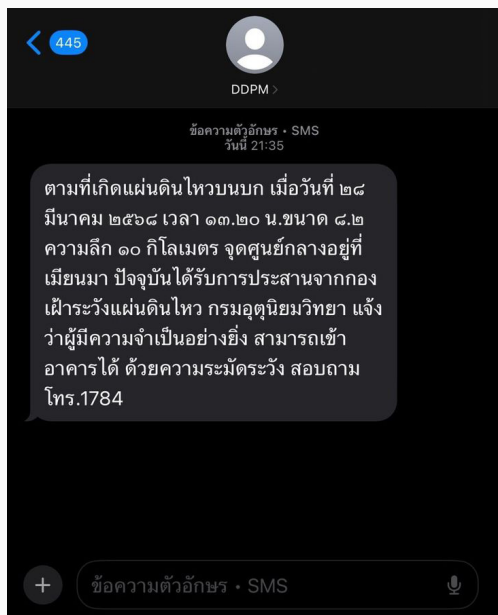 445
DDPM
ข้อความตัวอักษร • SMS
วันนี้ 21:35
ตามที่เกิดแผ่นดินไหวบนบก เมื่อวันที่ ๒๘
มีนาคม ๒๕๖๘ เวลา ๑๓.๒๐ น.ขนาด ๘.๒
ความลึก ๑๐ กิโลเมตร จุดศูนย์กลางอยู่ที่
เมียนมา ปัจจุบันได้รับการประสานจากกอง
เฝ้าระวังแผ่นดินไหว กรมอุตุนิยมวิทยา แจ้ง
ว่าผู้มีความจำเป็นอย่างยิ่ง สามารถเข้า
อาคารได้ ด้วยความระมัดระวัง สอบถาม
โทร.1784
ข้อความตัวอักษร • SMS